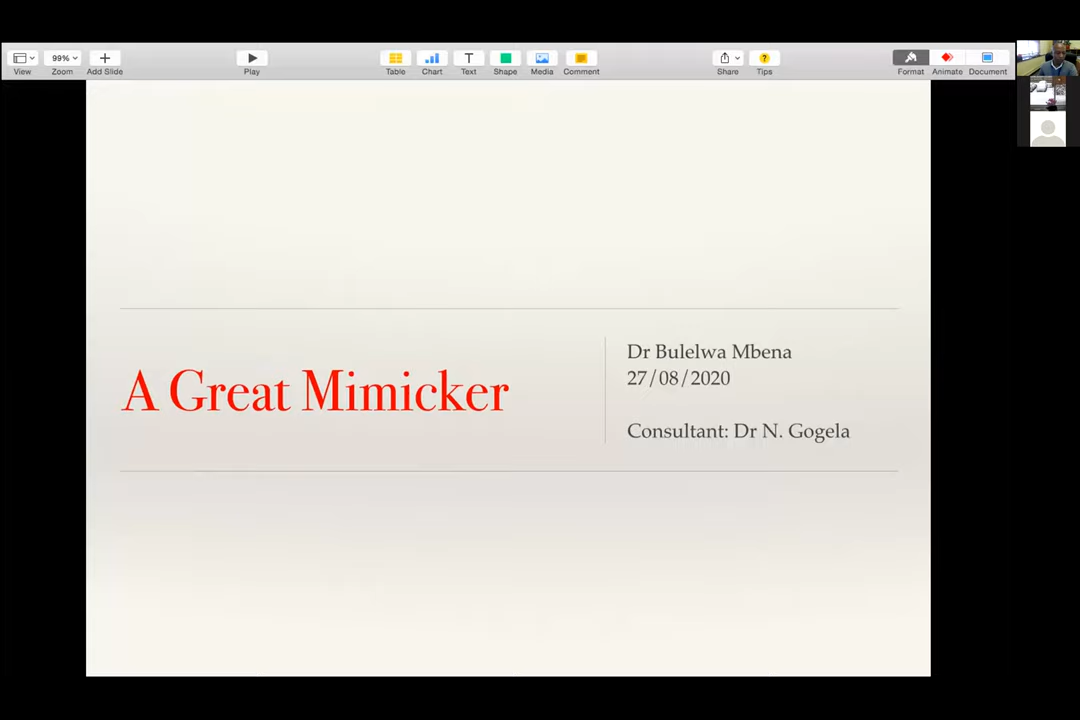 99%
View
Zoom
Add Slide
Play
Table
Chart
Text
Shape
Media
Comment
Share
Tips
Format
Animate
Document
A Great Mimicker
Dr Bulelwa Mbena
27/08/2020
Consultant: Dr N. Gogela